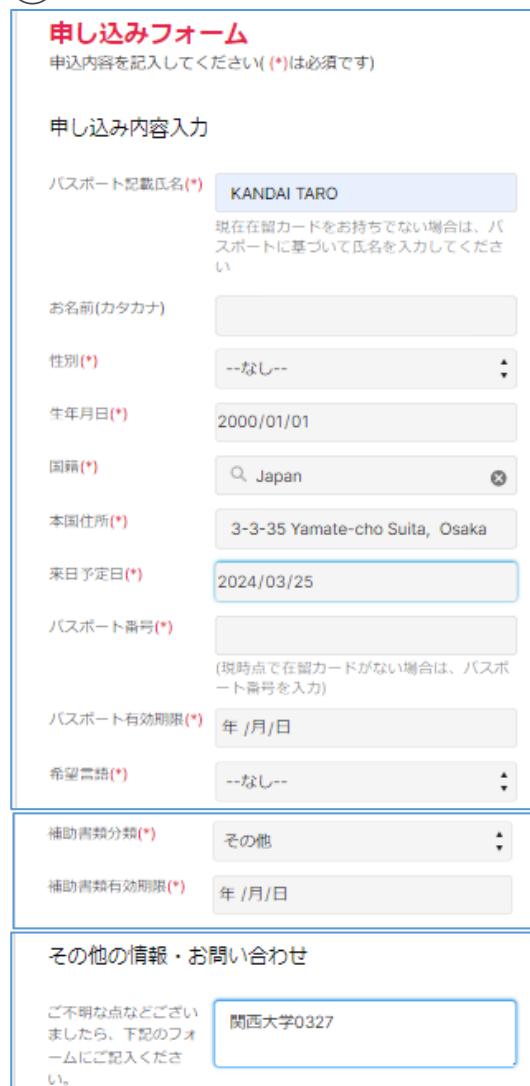 申し込みフォーム
申込内容を記入してください( (*)は必須です)
申し込み内容入力
パスポート記載氏名(*)
KANDAI TARO
現在在留カードをお持ちでない場合は、パ
スポートに基づいて氏名を入力してくださ
い
お名前(カタカナ)
性別(*)
--なし--
生年月日(*)
2000/01/01
国籍(*)
Japan
本国住所(*)
3-3-35 Yamate-cho Suita, Osaka
来日予定日(*)
2024/03/25
パスポート番号(*)
(現時点で在留カードがない場合は、パスポ
ート番号を入力)
パスポート有効期限(*)
年 /月/日
希望言語(*)
--なし--
補助書類分類(*)
その他
補助書類有効期限(*)
年 /月/日
その他の情報・お問い合わせ
ご不明な点などござい
ましたら、下記のフォ
ームにご記入くださ
い。
関西大学0327